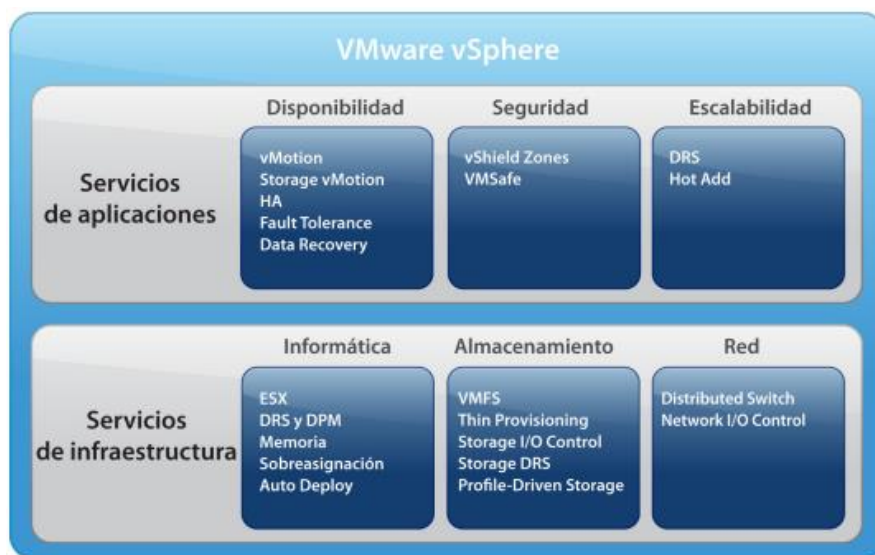 VMware vSphere
Servicios
de aplicaciones
Disponibilidad
vMotion
Storage vMotion
HA
Fault Tolerance
Data Recovery
Seguridad
vShield Zones
VMSafe
Escalabilidad
DRS
Hot Add
Servicios
de infraestructura
Informática
ESX
DRS y DPM
Memoria
Sobreasignación
Auto Deploy
Almacenamiento
VMFS
Thin Provisioning
Storage I/O Control
Storage DRS
Profile-Driven Storage
Red
Distributed Switch
Network I/O Control